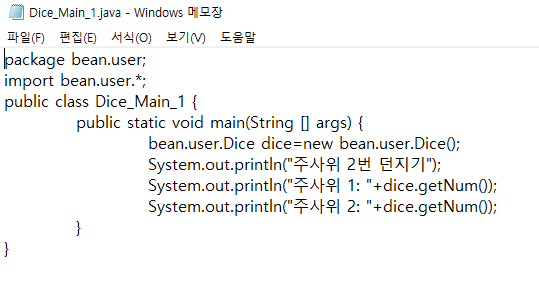 Dice_Main_1.java - Windows 메모장
파일(F) 편집(E) 서식(O) 보기(V) 도움말
package bean.user;
import bean.user.*;
public class Dice_Main_1 {
public static void main(String [] args) {
bean.user.Dice dice=new bean.user.Dice();
System.out.println("주사위 2번 던지기");
System.out.println("주사위 1: "+dice.getNum());
System.out.println("주사위 2: "+dice.getNum());
}
}